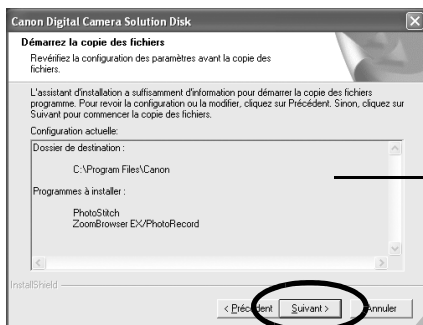 Canon Digital Camera Solution Disk
Démarrez la copie des fichiers
Revérifiez la configuration des paramètres avant la copie des
fichiers.
L'assistant d'installation a suffisamment d'information pour démarrer la copie des fichiers
programme. Pour revoir la configuration ou la modifier, cliquez sur Précédent. Sinon, cliquez sur
Suivant pour commencer la copie des fichiers.
Configuration actuelle:
Dossier de destination :
C:\Program Files\Canon
Programmes à installer :
PhotoStitch
ZoomBrowser EX/PhotoRecord
InstallShield
< Précédent Suivant > Annuler